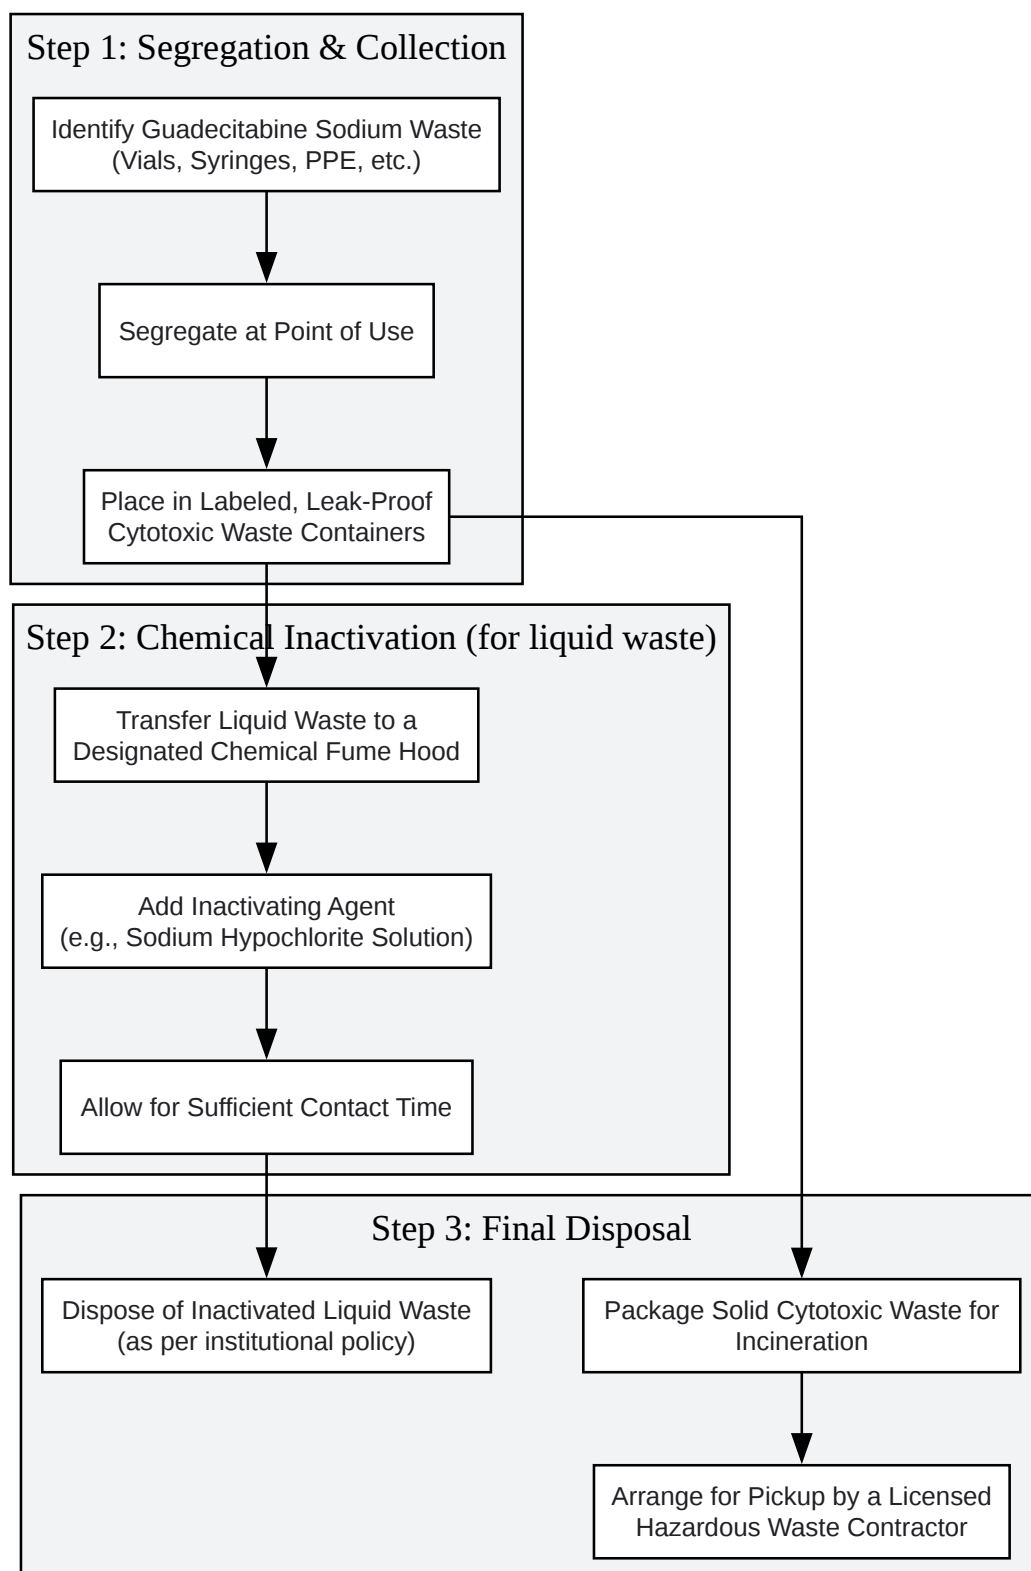 Step 1: Segregation & Collection
Identify Guadecitabine Sodium Waste
(Vials, Syringes, PPE, etc.)
Segregate at Point of Use
Place in Labeled, Leak-Proof
Cytotoxic Waste Containers
Step 2: Chemical Inactivation (for liquid waste)
Transfer Liquid Waste to a
Designated Chemical Fume Hood
Add Inactivating Agent
(e.g., Sodium Hypochlorite Solution)
Allow for Sufficient Contact Time
Step 3: Final Disposal
Dispose of Inactivated Liquid Waste
(as per institutional policy)
Package Solid Cytotoxic Waste for
Incineration
Arrange for Pickup by a Licensed
Hazardous Waste Contractor